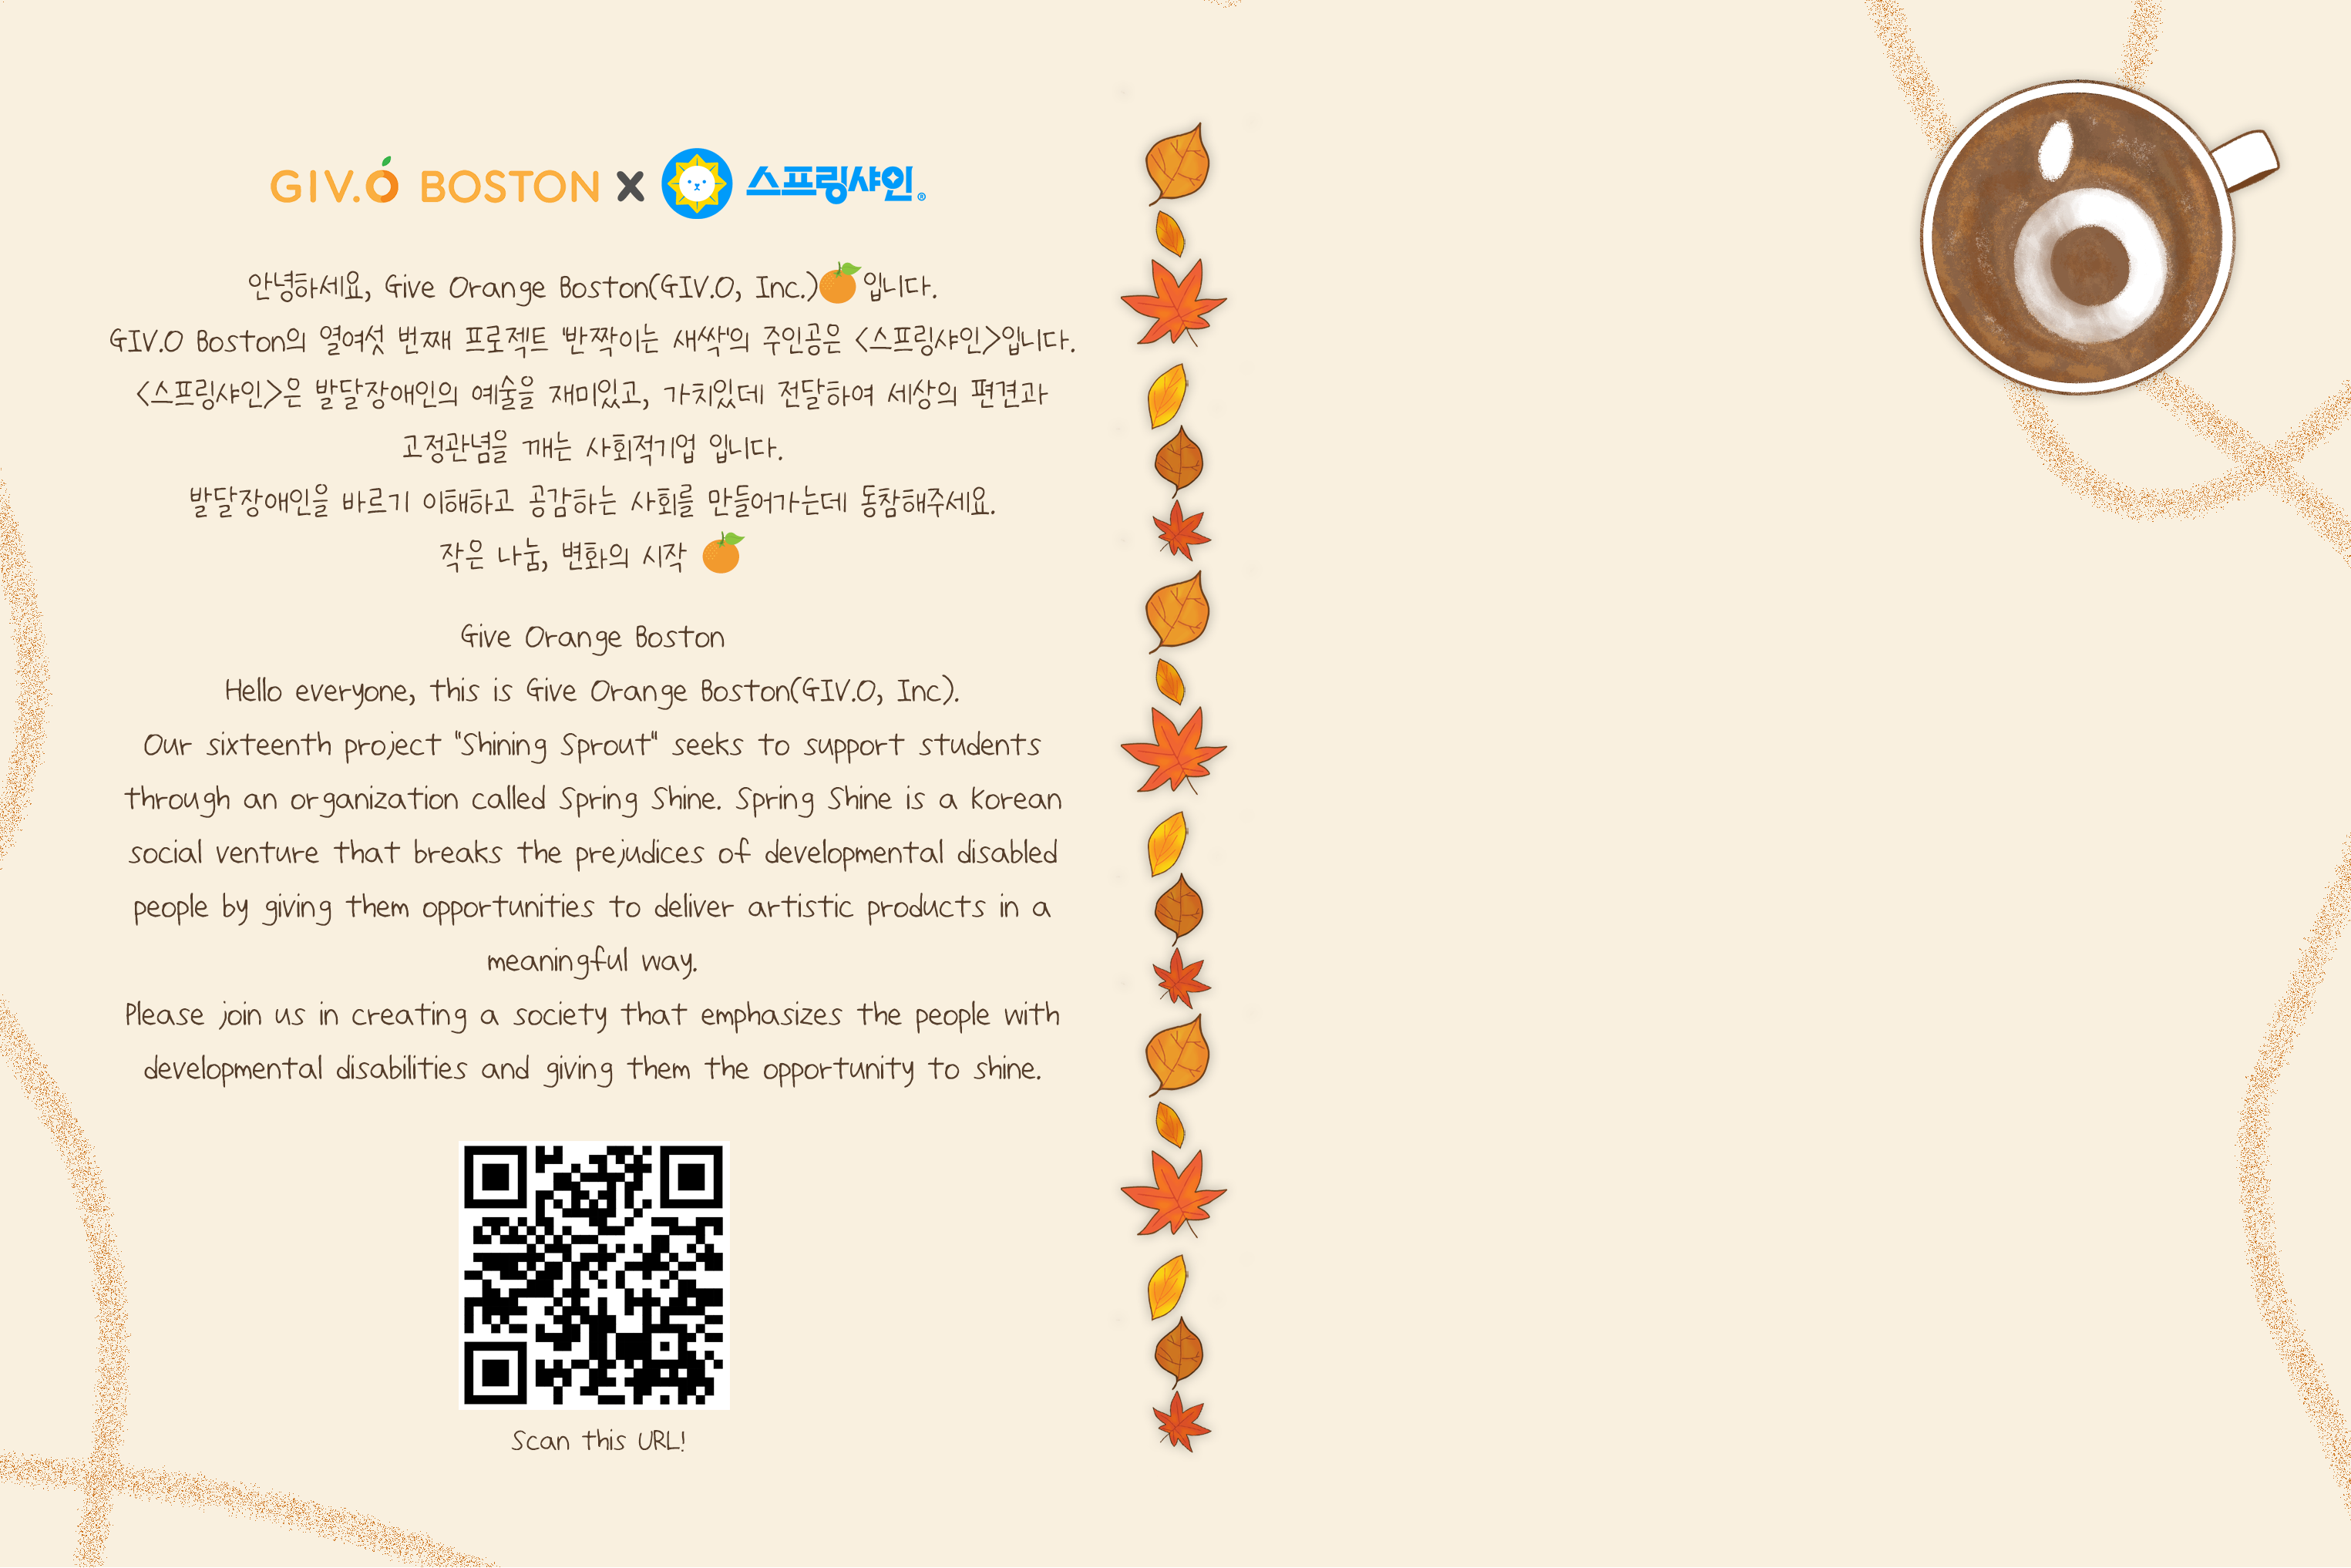 GIV.O BOSTON X 스프링샤인®
안녕하세요, Give Orange Boston(GIV.O, Inc.)입니다.
GIV.O Boston의 열여섯 번째 프로젝트 '반짝이는 새싹'의 주인공은 <스프링샤인>입니다.
<스프링샤인>은 발달장애인의 예술을 재미있고, 가치있데 전달하여 세상의 편견과
고정관념을 깨는 사회적기업 입니다.
발달장애인을 바르기 이해하고 공감하는 사회를 만들어가는데 동참해주세요.
작은 나눔, 변화의 시작
Give Orange Boston
Hello everyone, this is Give Orange Boston(GIV.O, Inc).
Our sixteenth project "Shining Sprout" seeks to support students
through an organization called Spring Shine. Spring Shine is a Korean
social venture that breaks the prejudices of developmental disabled
people by giving them opportunities to deliver artistic products in a
meaningful way.
Please join us in creating a society that emphasizes the people with
developmental disabilities and giving them the opportunity to shine.
Scan this URL!